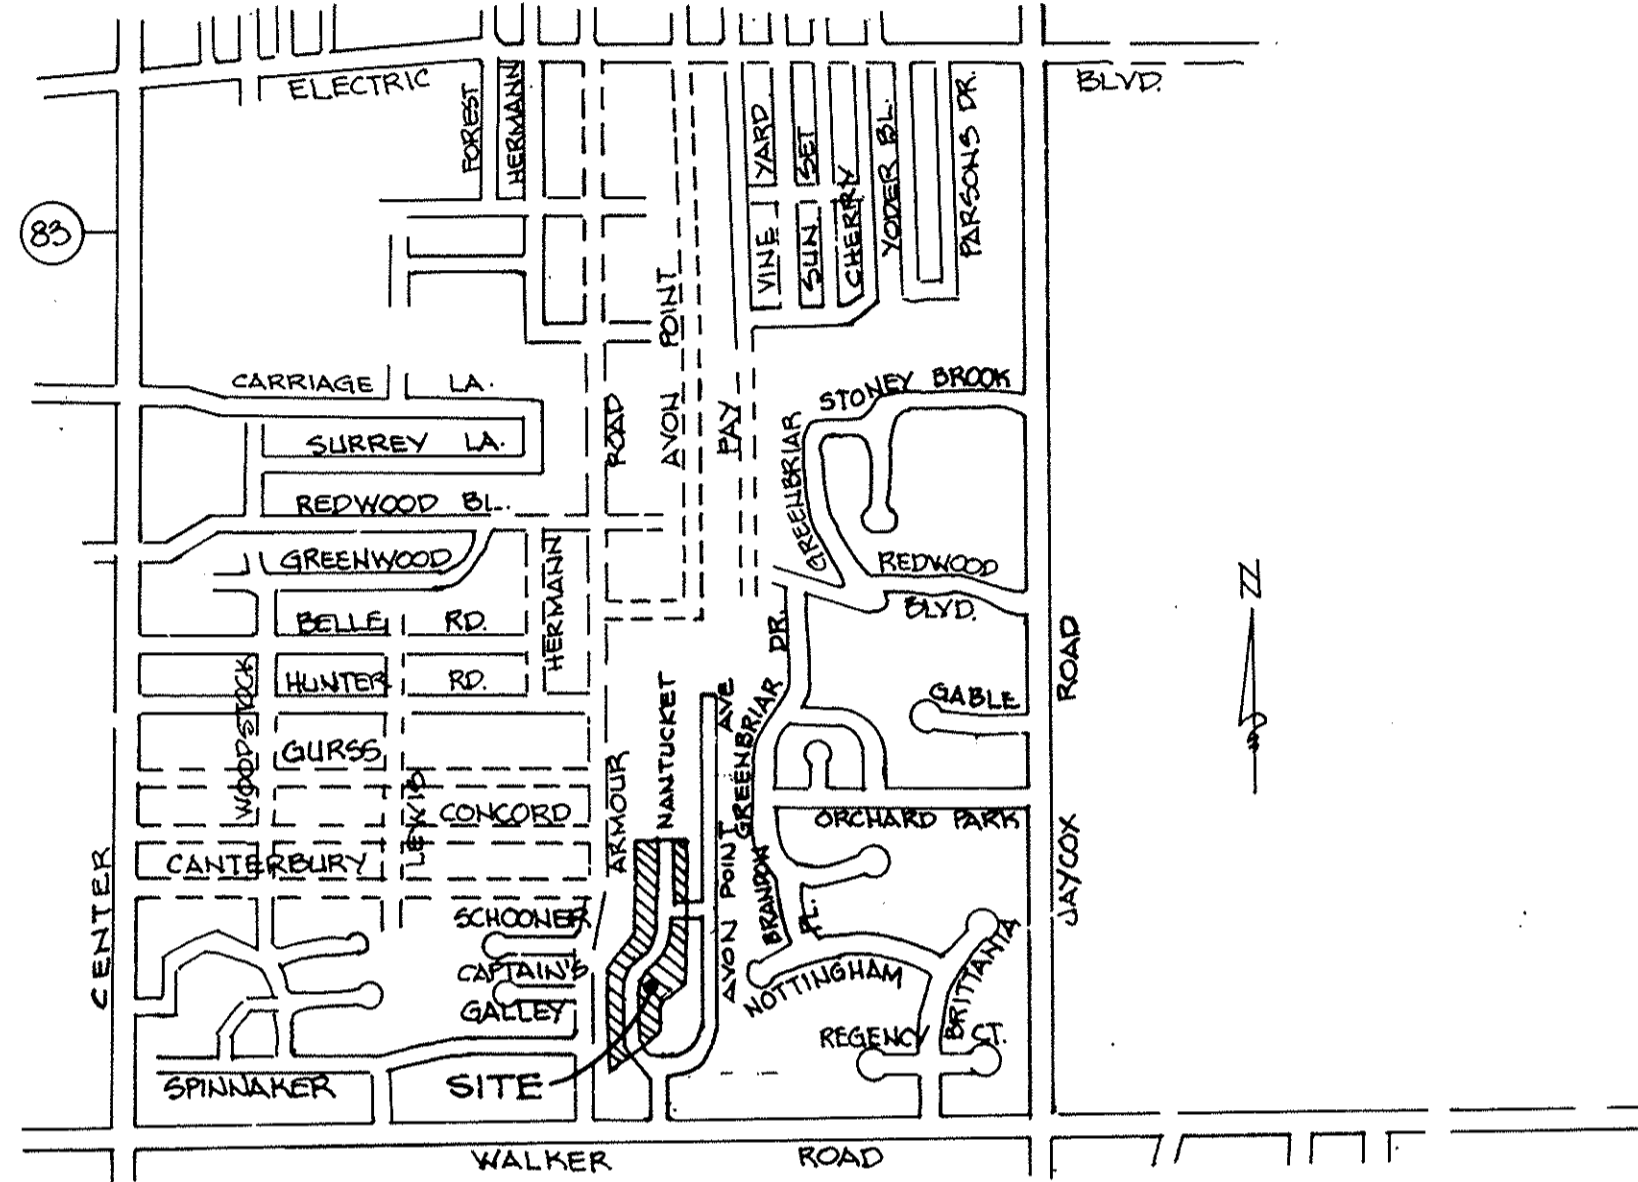 ELECTRIC
BLVD.
FOREST
HERMANN
VINE YARD
SUN SET
CHERRY
YODER BL.
PARSONS DR.
83
AVON POINT
CARRIAGE LA.
ROAD
PAY
STONEY BROOK
SURREY LA.
GREENBRIAR
REDWOOD BL.
GREENWOOD
HERMANN
REDWOOD
BLVD.
BELLE RD.
DR.
ROAD
N
HUNTER RD.
WOODSTOCK
NANTUCKET
AVE
GREENBRIAR
GABLE
GURSS
ARMOUR
LEWIS
CONCORD
ORCHARD PARK
CANTERBURY
CENTER
JAYCOX
AVON POINT
BRANDON
PL.
SCHOONER
CAPTAIN'S
GALLEY
NOTTINGHAM
BRITTANIA
REGENCY CT.
SPINNAKER
SITE
WALKER ROAD